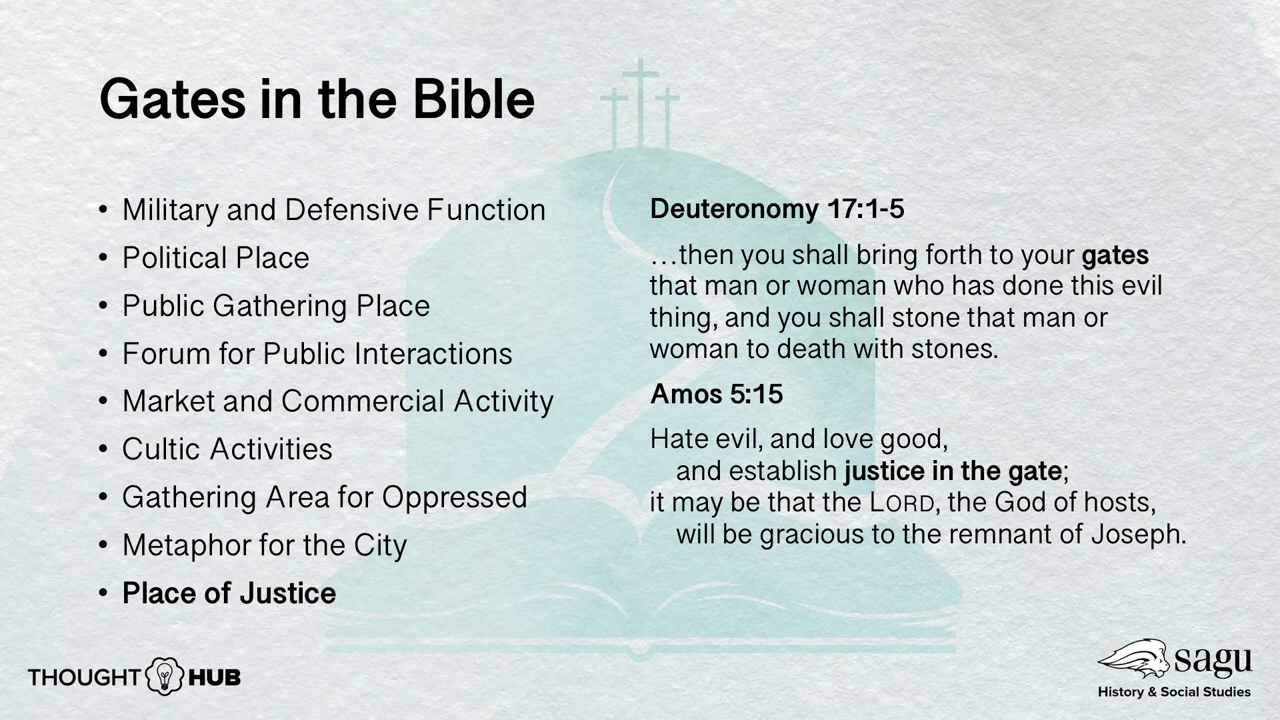 Gates in the Bible
• Military and Defensive Function
• Political Place
• Public Gathering Place
• Forum for Public Interactions
• Market and Commercial Activity
• Cultic Activities
• Gathering Area for Oppressed
• Metaphor for the City
• Place of Justice
Deuteronomy 17:1-5
…then you shall bring forth to your gates
that man or woman who has done this evil
thing, and you shall stone that man or
woman to death with stones.
Amos 5:15
Hate evil, and love good,
and establish justice in the gate;
it may be that the LORD, the God of hosts,
will be gracious to the remnant of Joseph.
THOUGHT HUB
sagu
History & Social Studies